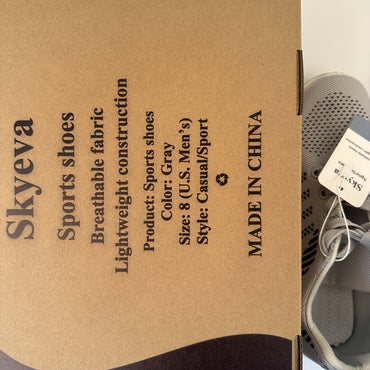 Skyeva
Sports shoes
Breathable fabric
Lightweight construction
Product: Sports shoes
Color: Gray
Size: 8 (U.S. Men's)
Style: Casual/Sport
MADE IN CHINA
Sports